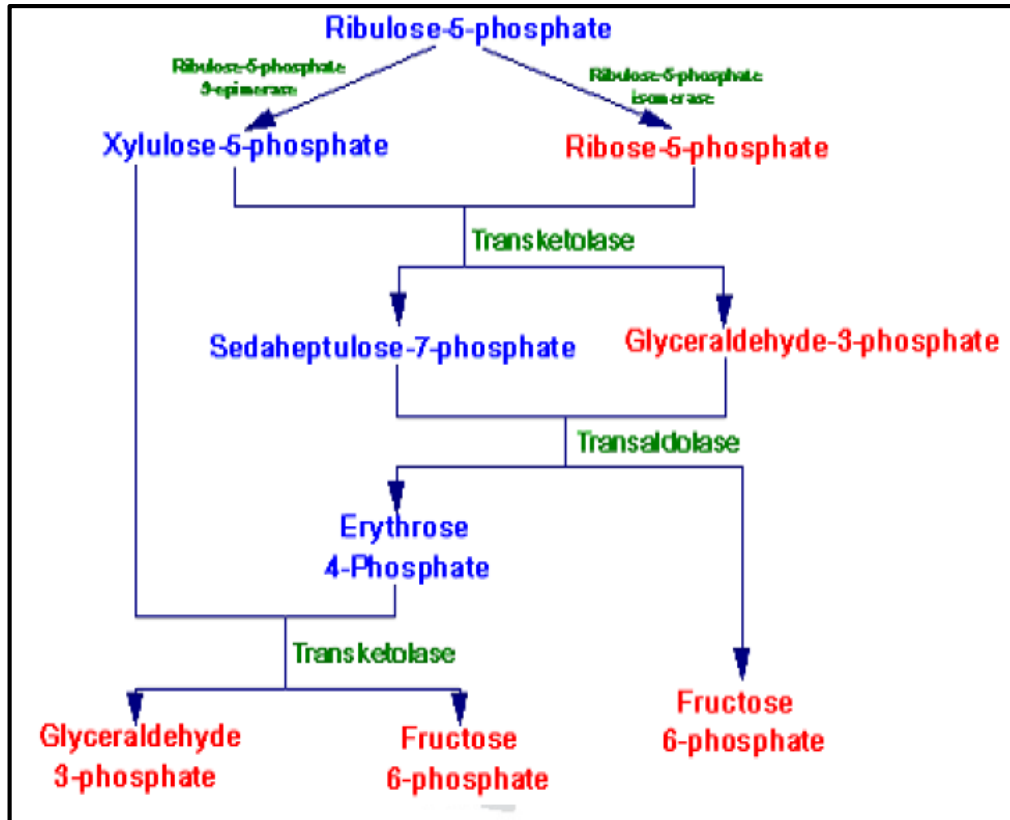 Ribulose-5-phosphate
Ribulose-5-phosphate
3-epimerase
Ribulose-5-phosphate
isomerase
Xylulose-5-phosphate
Ribose-5-phosphate
Transketolase
Sedaheptulose-7-phosphate
Glyceraldehyde-3-phosphate
Transaldolase
Erythrose
4-Phosphate
Transketolase
Glyceraldehyde
3-phosphate
Fructose
6-phosphate
Fructose
6-phosphate